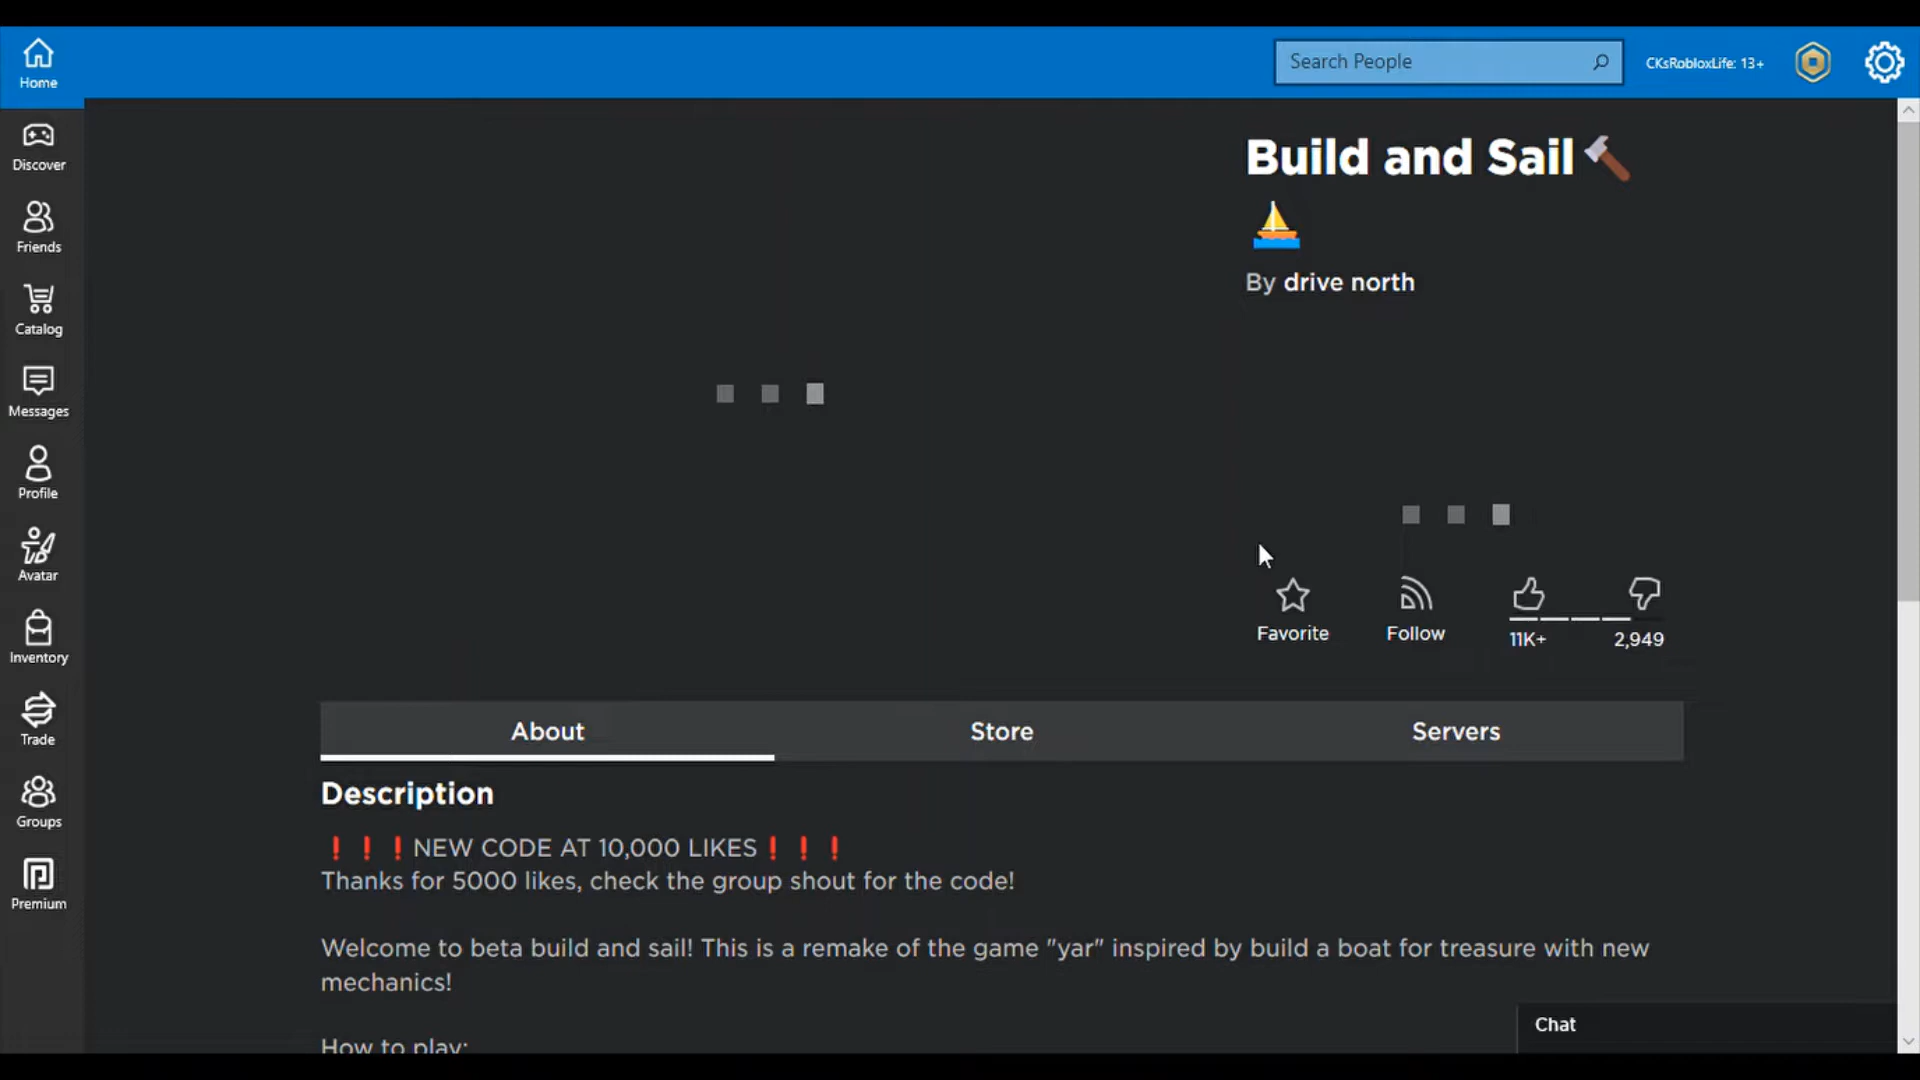 Home
Search People
CKsRobloxLife: 13+
Discover
Friends
Catalog
Messages
Profile
Avatar
Inventory
Trade
Groups
Premium
Build and Sail🔨
⛵
By drive north
Favorite
Follow
11K+
2,949
About
Store
Servers
Description
❗❗❗NEW CODE AT 10,000 LIKES❗❗❗
Thanks for 5000 likes, check the group shout for the code!
Welcome to beta build and sail! This is a remake of the game "yar" inspired by build a boat for treasure with new
mechanics!
How to play:
Chat